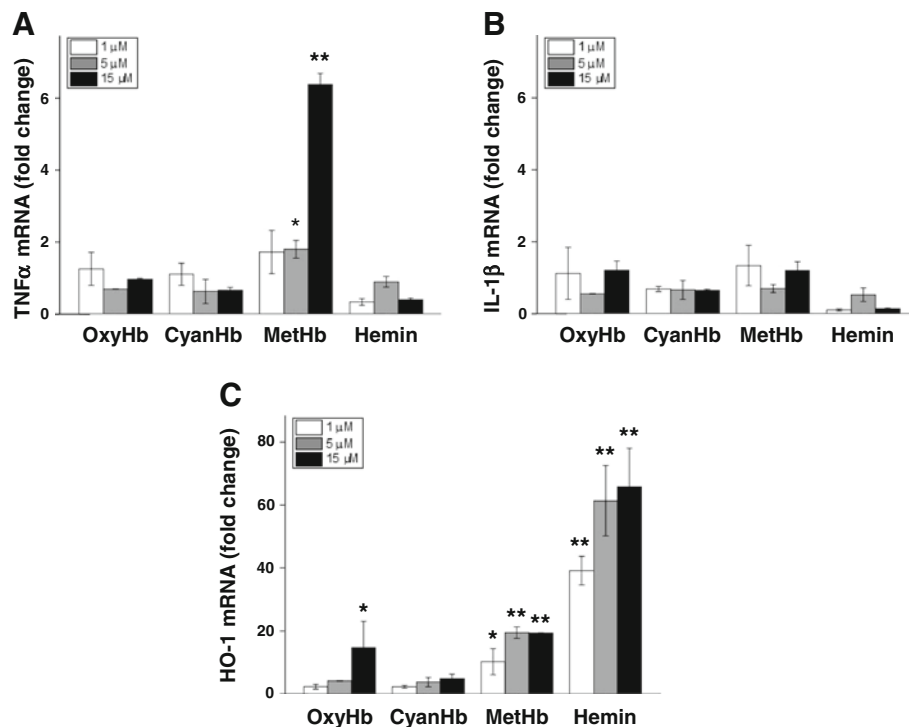 A
1 µM
5 µM
15 µM
TNFα mRNA (fold change)
6
4
2
0
**
*
OxyHb CyanHb MetHb Hemin
B
1 µM
5 µM
15 µM
IL-1β mRNA (fold change)
6
4
2
0
OxyHb CyanHb MetHb Hemin
C
1 µM
5 µM
15 µM
HO-1 mRNA (fold change)
80
60
40
20
0
*
*
**
**
**
**
**
OxyHb CyanHb MetHb Hemin